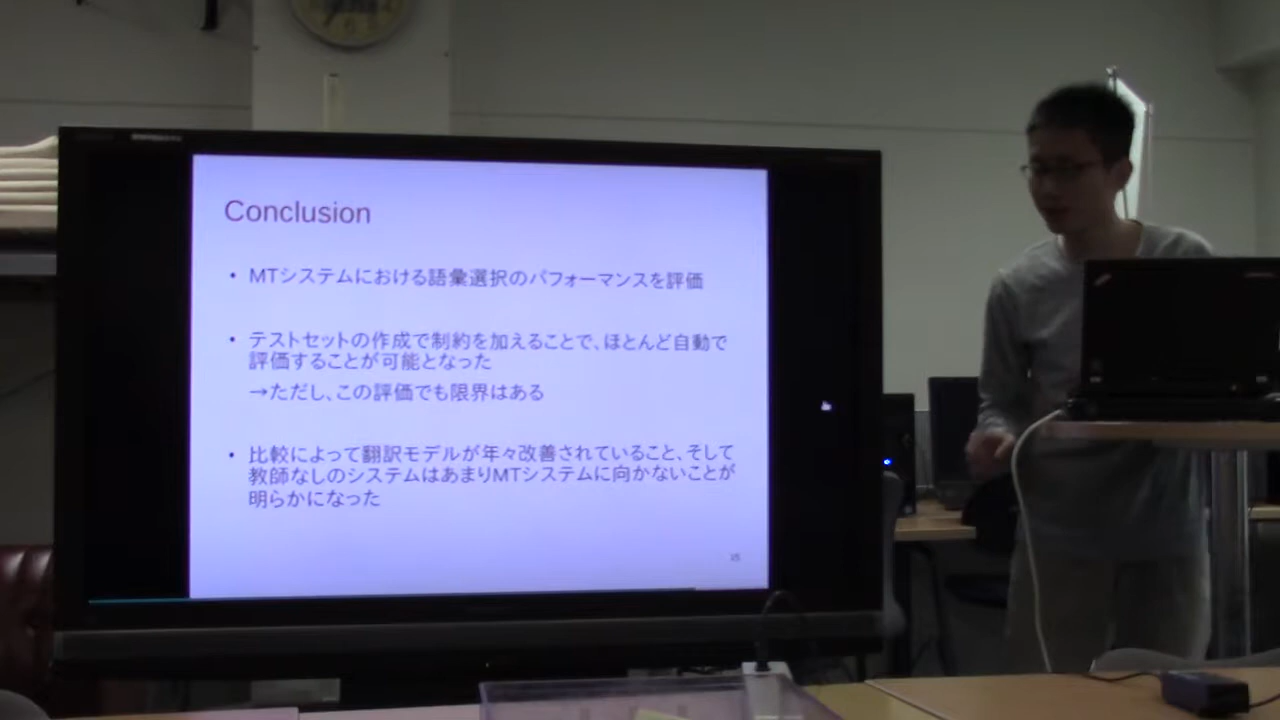 Conclusion
• MTシステムにおける語彙選択のパフォーマンスを評価
• テストセットの作成で制約を加えることで、ほとんど自動で
評価することが可能となった
→ただし、この評価でも限界はある
• 比較によって翻訳モデルが年々改善されていること、そして
教師なしのシステムはあまりMTシステムに向かないことが
明らかになった